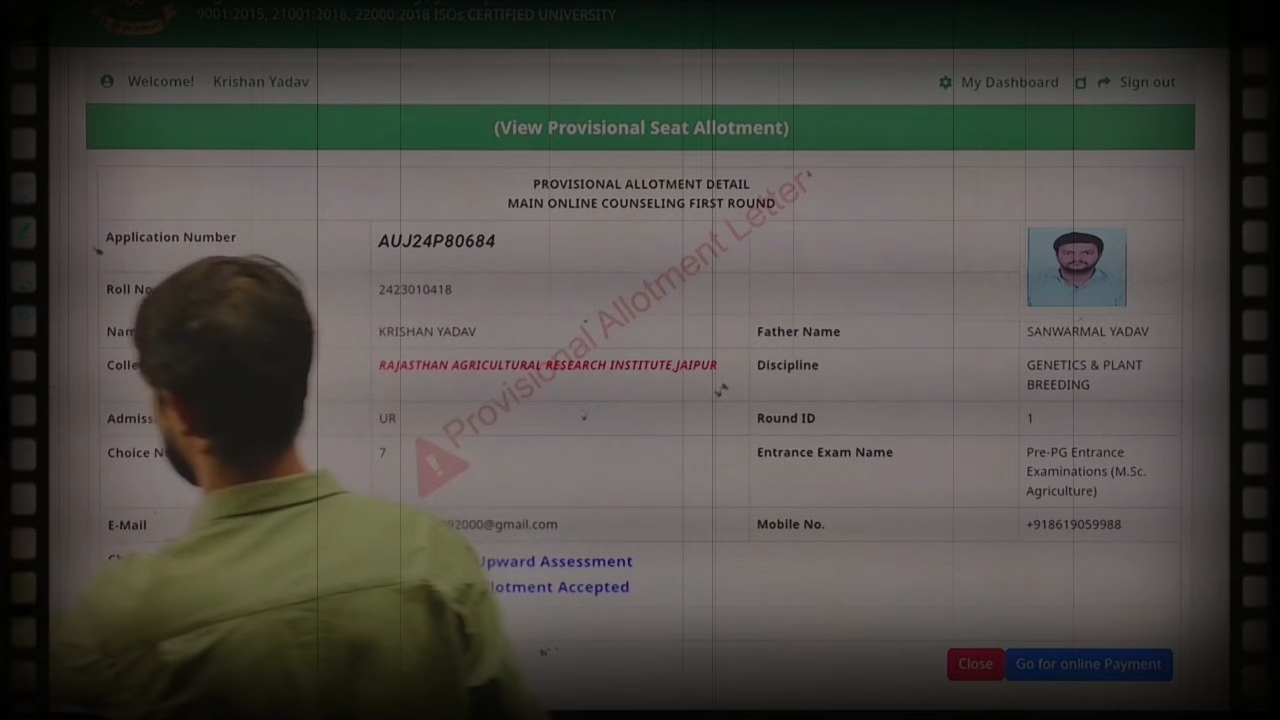 9001:2015, 21001:2018, 22000:2018 ISOs CERTIFIED UNIVERSITY
Welcome! Krishan Yadav
My Dashboard Sign out
(View Provisional Seat Allotment)
PROVISIONAL ALLOTMENT DETAIL
MAIN ONLINE COUNSELING FIRST ROUND
Application Number AUJ24P80684
Roll No 2423010418
KRISHAN YADAV Father Name SANWARMAL YADAV
RAJASTHAN AGRICULTURAL RESEARCH INSTITUTE,JAIPUR Discipline GENETICS & PLANT
BREEDING
UR Round ID 1
Choice 7 Entrance Exam Name Pre-PG Entrance
Examinations (M.Sc.
Agriculture)
E-Mail 92000@gmail.com Mobile No. +918619059988
Upward Assessment
Allotment Accepted
Provisional Allotment Letter
Close Go for online Payment